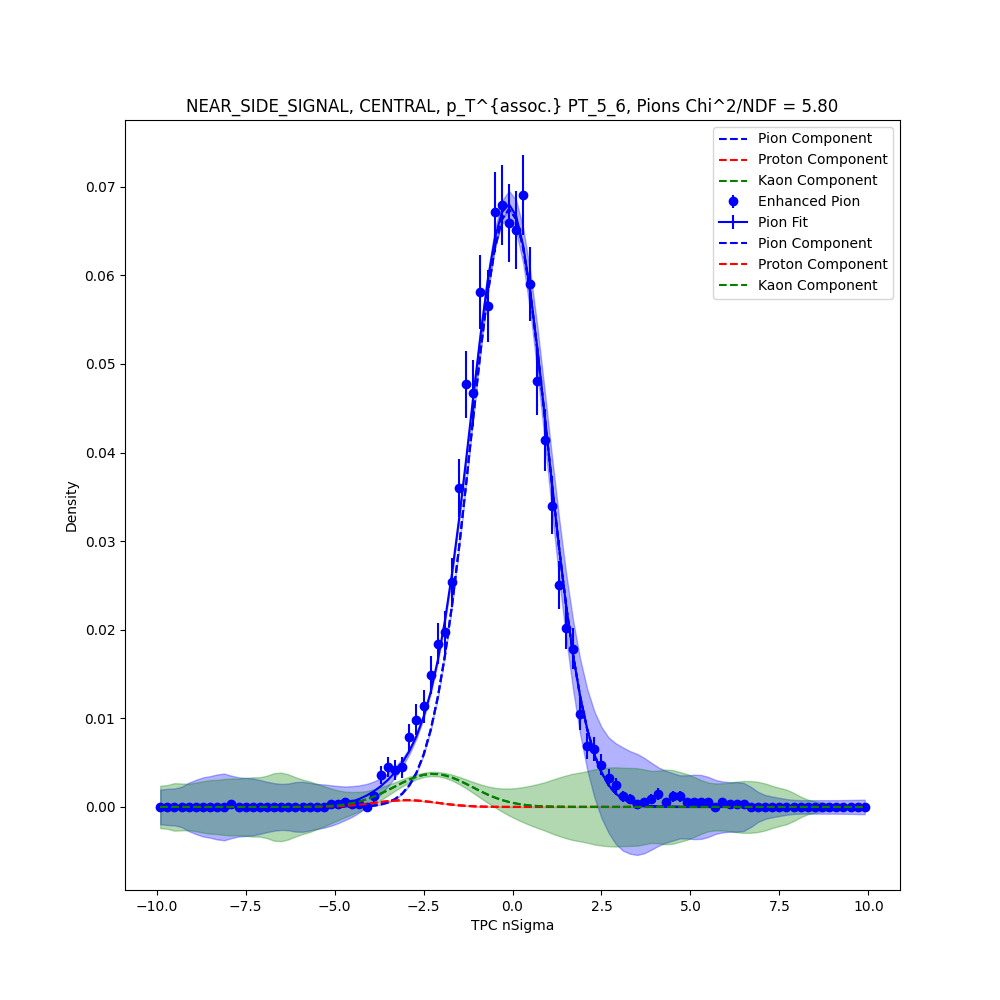 NEAR_SIDE_SIGNAL, CENTRAL, p_T^{assoc.} PT_5_6, Pions Chi^2/NDF = 5.80
Pion Component
Proton Component
Kaon Component
Enhanced Pion
Pion Fit
Pion Component
Proton Component
Kaon Component
0.07
0.06
0.05
0.04
0.03
0.02
0.01
0.00
Density
−10.0 −7.5 −5.0 −2.5 0.0 2.5 5.0 7.5 10.0
TPC nSigma